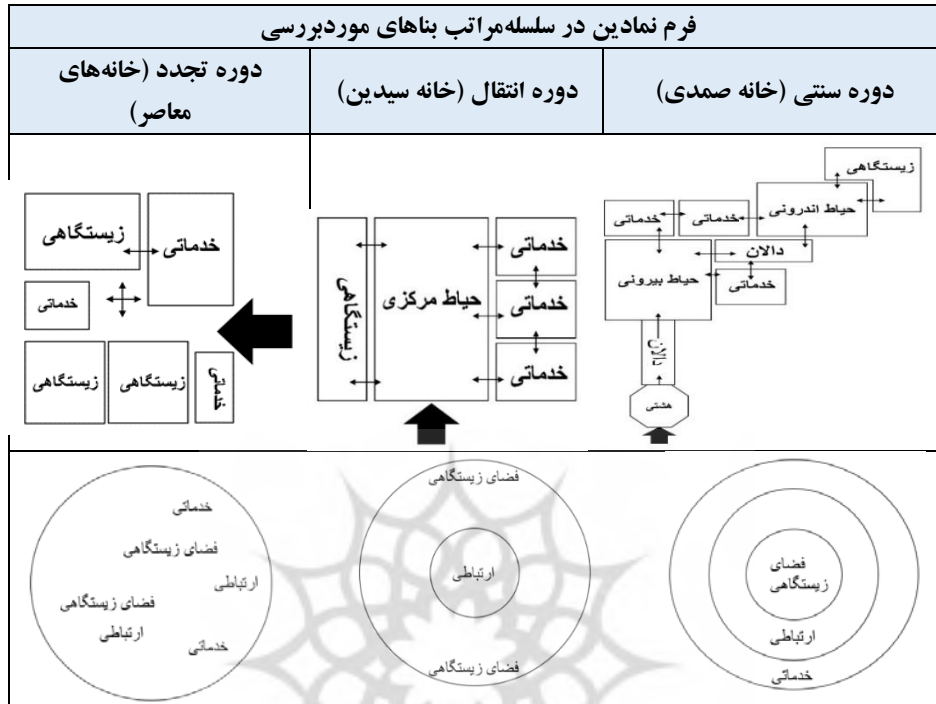 فرم نمادین در سلسله‌مراتب بناهای موردبررسی
دوره سنتی (خانه صمدی)
دوره انتقال (خانه سیدین)
دوره تجدد (خانه‌های
معاصر)
زیستگاهی
حیاط اندرونی
خدماتی
خدماتی
دالان
حیاط بیرونی
خدماتی
دالان
هشتی
خدماتی
حیاط مرکزی
زیستگاهی
خدماتی
خدماتی
خدماتی
زیستگاهی
خدماتی
زیستگاهی
زیستگاهی
خدماتی
فضای
زیستگاهی
ارتباطی
خدماتی
فضای زیستگاهی
ارتباطی
فضای زیستگاهی
خدماتی
فضای زیستگاهی
ارتباطی
فضای زیستگاهی
ارتباطی
خدماتی